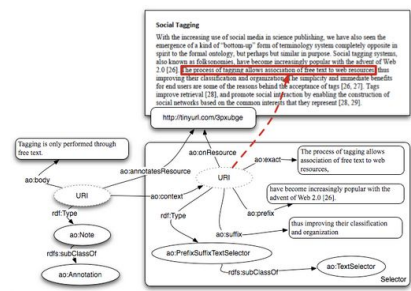 Social Tagging
With the increasing use of social media in science publishing, we have also seen the
emergence of a kind of "bottom-up" form of terminology system completely opposite in
spirit to the formal ontology, but perhaps similar in purpose. Social tagging systems,
also known as folksonomies, have become increasingly popular with the advent of Web
2.0 [26]. The process of tagging allows association of free text to web resources, thus
improving their classification and organization. The simplicity and immediate benefits
for end users are some of the reasons behind the acceptance of tags [26, 27]. Tags
improve retrieval [28], and promote social interaction by enabling the construction of
social networks based on the common interests that they represent [28, 29].
http://tinyurl.com/3pxubge
Tagging is only performed through
free text.
ao:onResource
ao:exact
The process of tagging allows
association of free text to web
resources,
ao:body
ao:annotatesResource
URI
URI
ao:context
ao:prefix
have become increasingly popular with the
advent of Web 2.0 [26].
rdf:Type
rdf:Type
ao:suffix
thus improving their classification
and organization
ao:Note
ao:PrefixSuffixTextSelector
rdfs:subClassOf
rdfs:subClassOf
ao:TextSelector
ao:Annotation
Selector